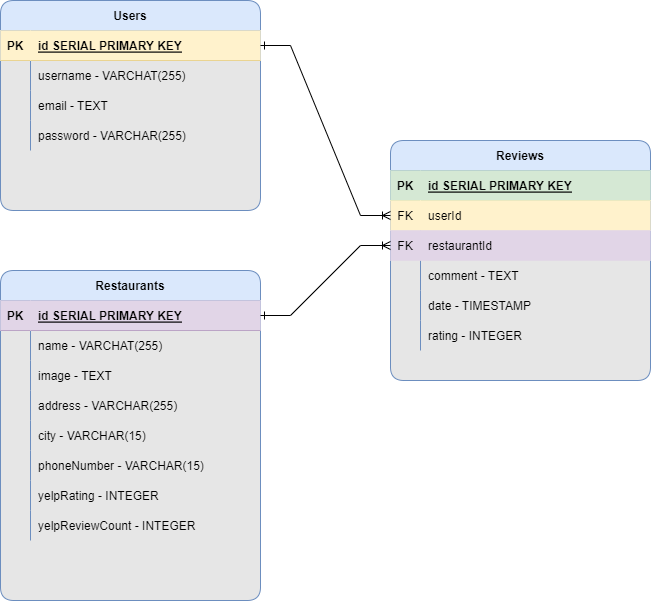 Users
PK id SERIAL PRIMARY KEY
username - VARCHAT(255)
email - TEXT
password - VARCHAR(255)
Reviews
PK id SERIAL PRIMARY KEY
FK userId
FK restaurantId
comment - TEXT
date - TIMESTAMP
rating - INTEGER
Restaurants
PK id SERIAL PRIMARY KEY
name - VARCHAT(255)
image - TEXT
address - VARCHAR(255)
city - VARCHAR(15)
phoneNumber - VARCHAR(15)
yelpRating - INTEGER
yelpReviewCount - INTEGER